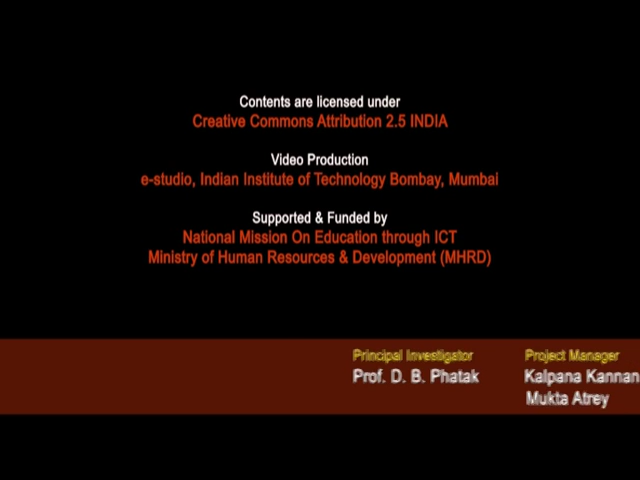 Contents are licensed under
Creative Commons Attribution 2.5 INDIA
Video Production
e-studio, Indian Institute of Technology Bombay, Mumbai
Supported & Funded by
National Mission On Education through ICT
Ministry of Human Resources & Development (MHRD)
Principal Investigator
Prof. D. B. Phatak
Project Manager
Kalpana Kannan
Mukta Atrey